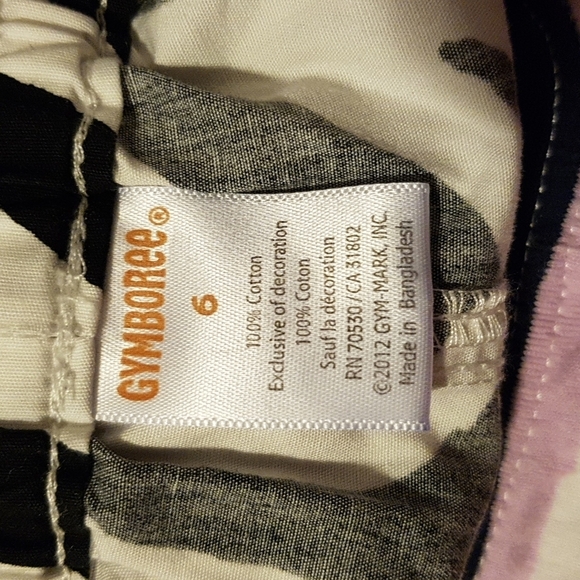 GYMBOREE®
6
100% Cotton
Exclusive of decoration
100% Coton
Sauf la décoration
RN 70530 / CA 31802
©2012 GYM-MARK, INC.
Made in Bangladesh